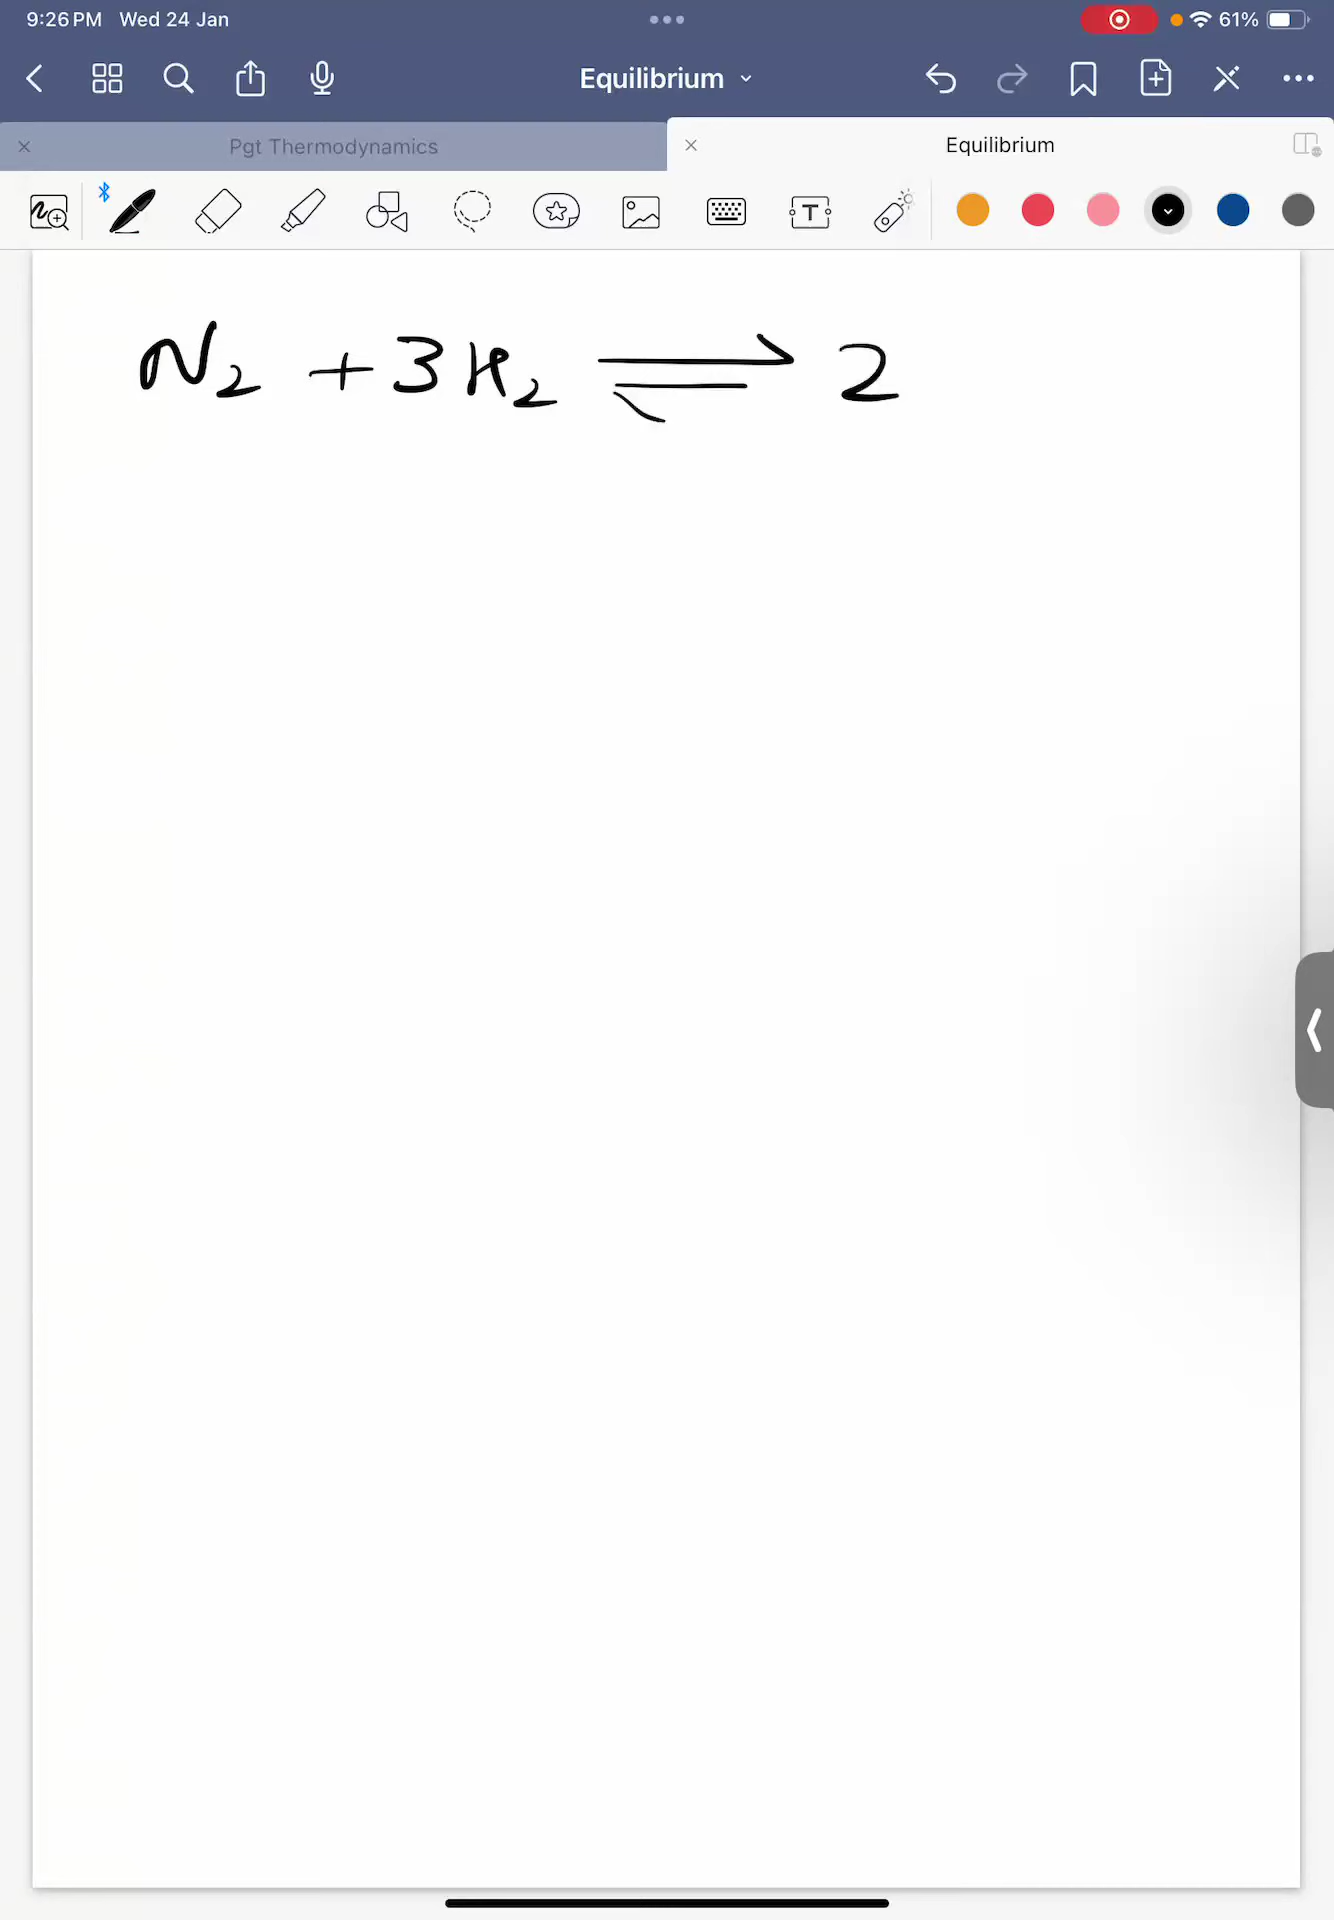 9:26 PM Wed 24 Jan 61%
Equilibrium
Pgt Thermodynamics Equilibrium
T
N₂ + 3H₂ ⇌ 2